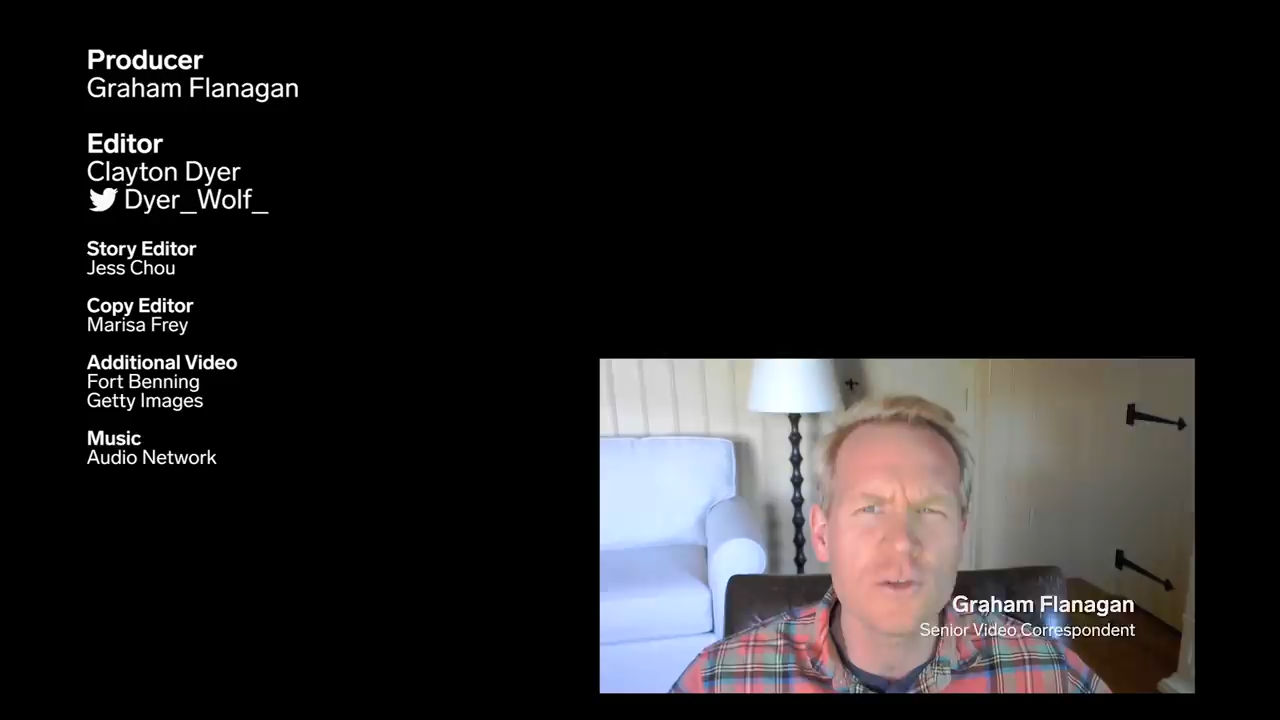 Producer
Graham Flanagan
Editor
Clayton Dyer
Dyer_Wolf_
Story Editor
Jess Chou
Copy Editor
Marisa Frey
Additional Video
Fort Benning
Getty Images
Music
Audio Network
Graham Flanagan
Senior Video Correspondent